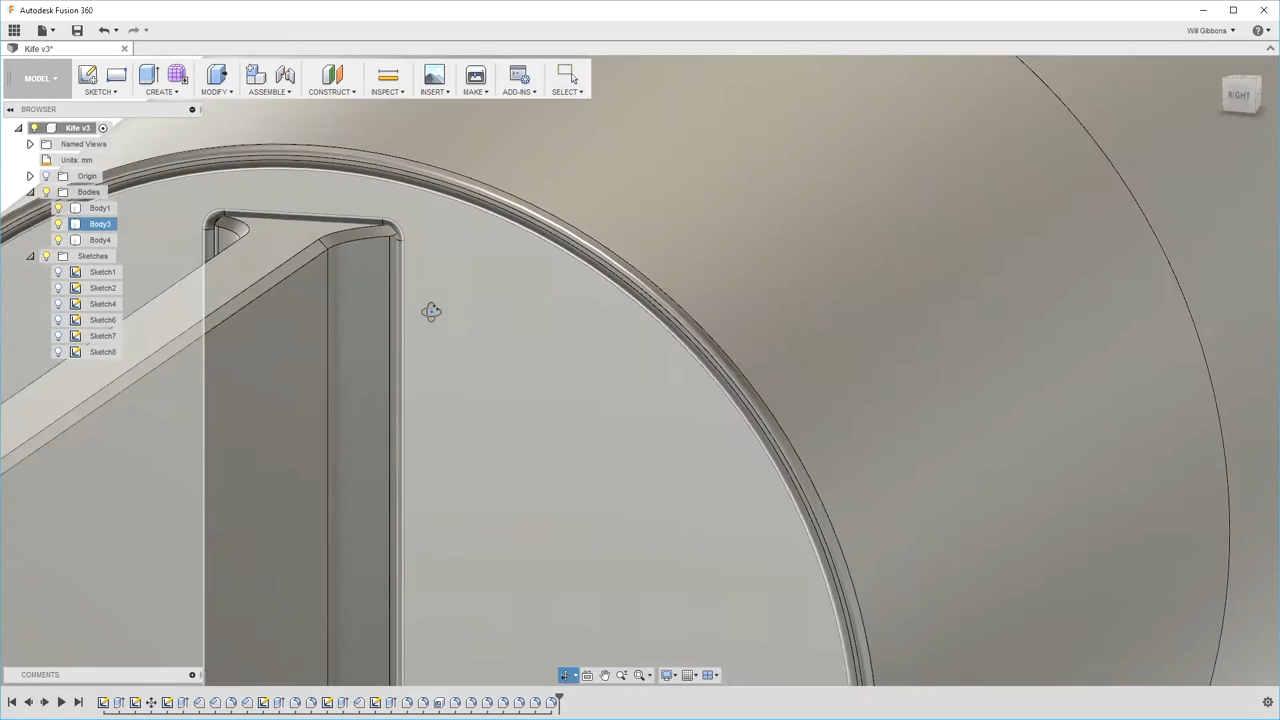 Autodesk Fusion 360
Will Gibbons
Kife v3*
MODEL
SKETCH
CREATE
MODIFY
ASSEMBLE
CONSTRUCT
INSPECT
INSERT
MAKE
ADD-INS
SELECT
RIGHT
BROWSER
Kife v3
Named Views
Units: mm
Origin
Bodies
Body1
Body3
Body4
Sketches
Sketch1
Sketch2
Sketch4
Sketch6
Sketch7
Sketch8
COMMENTS